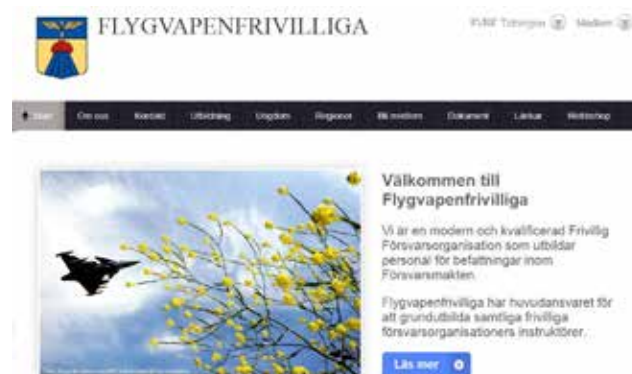 FLYGVAPENFRIVILLIGA
Start Om oss Kontakt Utbildning Ungdom Regioner Bli medlem Dokument Länkar Webbshop
Välkommen till
Flygvapenfrivilliga
Vi är en modern och kvalificerad Frivillig
Försvarsorganisation som utbildar
personal för befattningar inom
Försvarsmakten.
Flygvapenfrivilliga har huvudansvaret för
att grundutbilda samtliga frivilliga
försvarsorganisationers instruktörer.
Läs mer